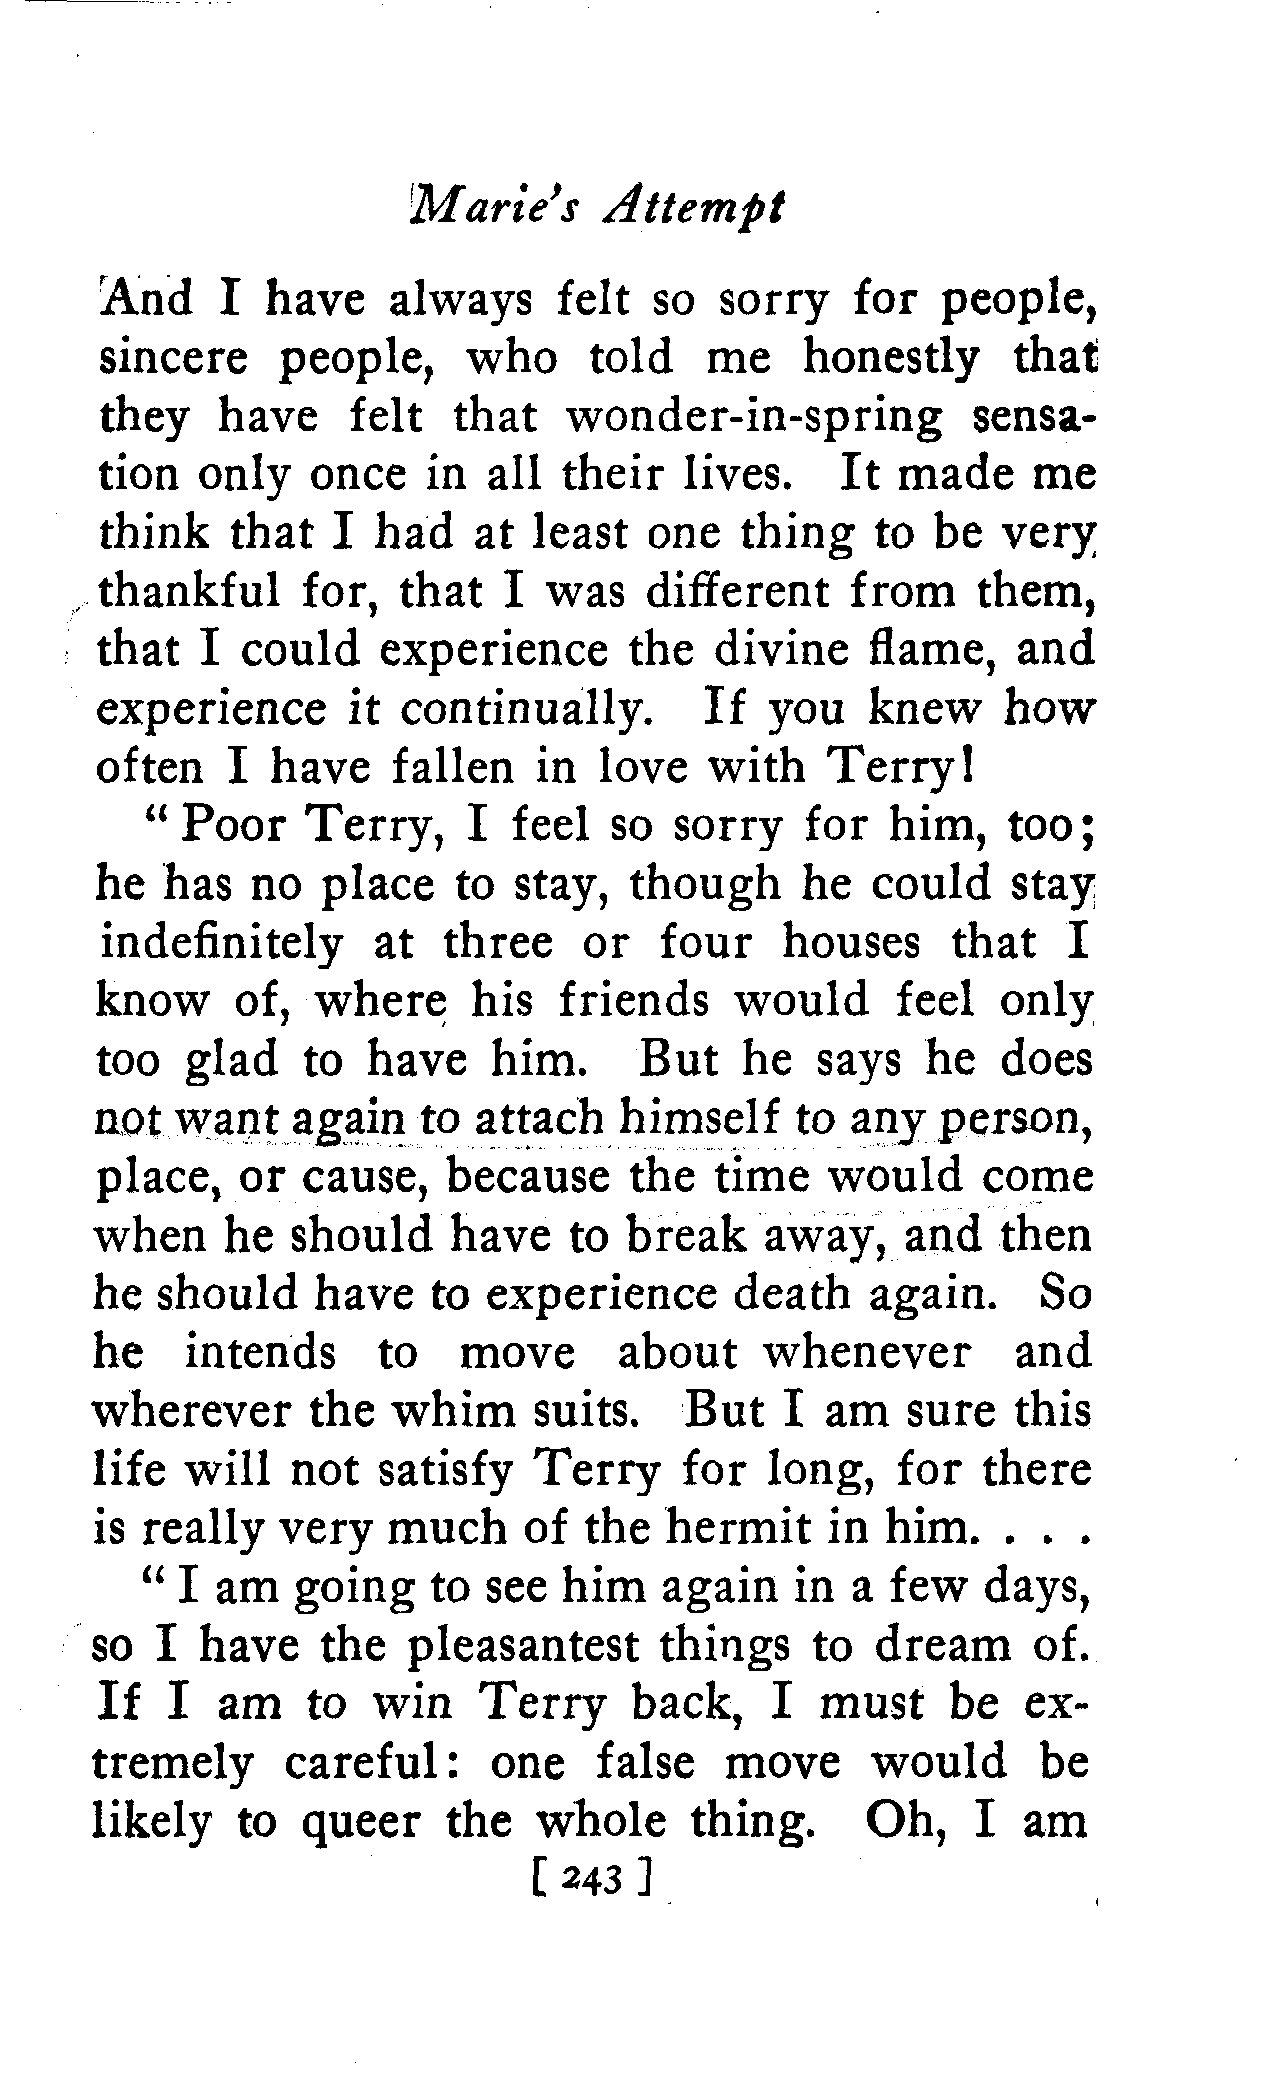 Marie's Attempt
And I have always felt so sorry for people,
sincere people, who told me honestly that
they have felt that wonder-in-spring sensa-
tion only once in all their lives. It made me
think that I had at least one thing to be very
thankful for, that I was different from them,
that I could experience the divine flame, and
experience it continually. If you knew how
often I have fallen in love with Terry!
“ Poor Terry, I feel so sorry for him, too;
he has no place to stay, though he could stay
indefinitely at three or four houses that I
know of, where his friends would feel only
too glad to have him. But he says he does
not want again to attach himself to any person,
place, or cause, because the time would come
when he should have to break away, and then
he should have to experience death again. So
he intends to move about whenever and
wherever the whim suits. But I am sure this
life will not satisfy Terry for long, for there
is really very much of the hermit in him. . . .
“ I am going to see him again in a few days,
so I have the pleasantest things to dream of.
If I am to win Terry back, I must be ex-
tremely careful: one false move would be
likely to queer the whole thing. Oh, I am
[ 243 ]